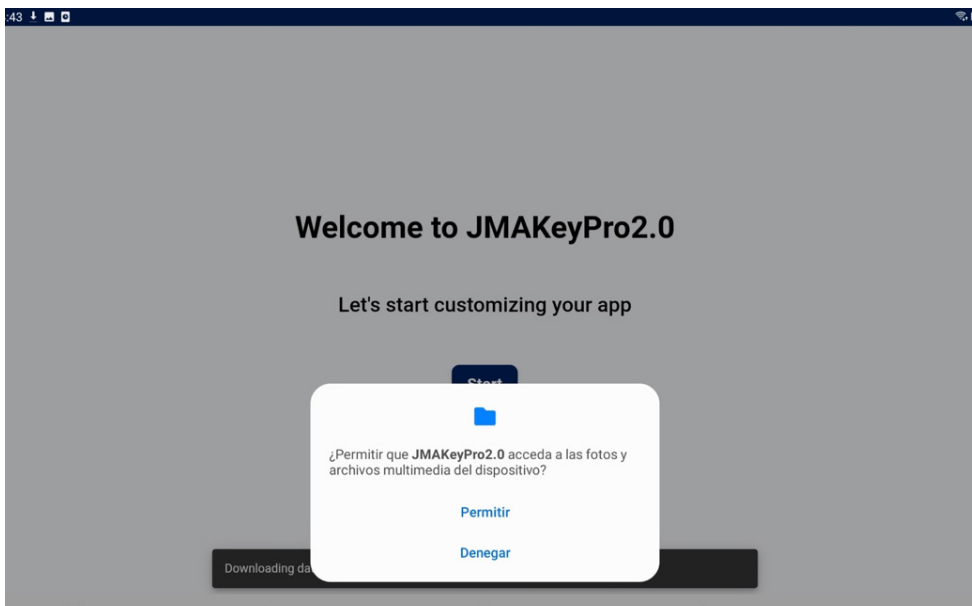 :43
Welcome to JMAKeyPro2.0
Let's start customizing your app
Start
¿Permitir que JMAKeyPro2.0 acceda a las fotos y
archivos multimedia del dispositivo?
Permitir
Denegar
Downloading da